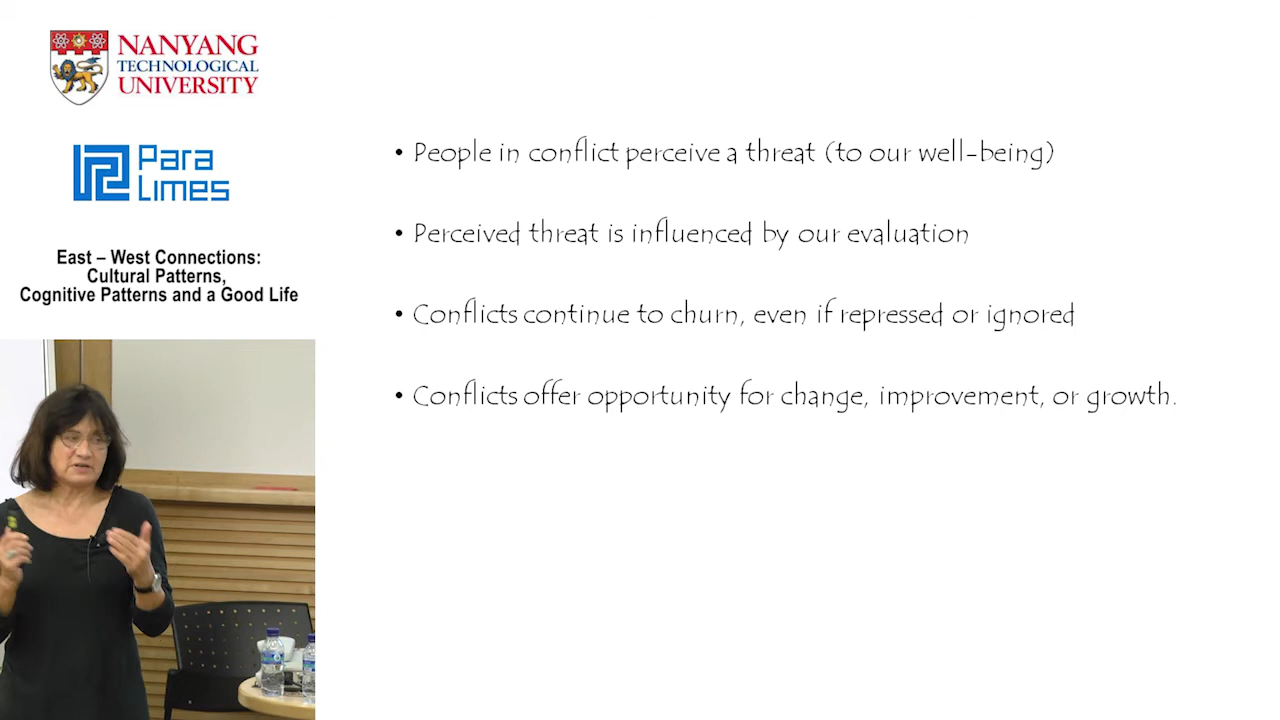 NANYANG
TECHNOLOGICAL
UNIVERSITY
Para
Limes
East – West Connections:
Cultural Patterns,
Cognitive Patterns and a Good Life
• People in conflict perceive a threat (to our well-being)
• Perceived threat is influenced by our evaluation
• Conflicts continue to churn, even if repressed or ignored
• Conflicts offer opportunity for change, improvement, or growth.